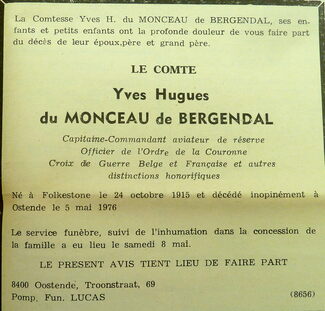 La Comtesse Yves H. du MONCEAU de BERGENDAL, ses en-
fants et petits enfants ont la profonde douleur de vous faire part
du décès de leur époux,père et grand père.
LE COMTE
Yves Hugues
du MONCEAU de BERGENDAL
Capitaine-Commandant aviateur de réserve
Officier de l'Ordre de la Couronne
Croix de Guerre Belge et Française et autres
distinctions honorifiques
Né à Folkestone le 24 octobre 1915 et décédé inopinément à
Ostende le 5 mai 1976
Le service funèbre, suivi de l'inhumation dans la concession de
la famille a eu lieu le samedi 8 mai.
LE PRESENT AVIS TIENT LIEU DE FAIRE PART
8400 Oostende, Troonstraat, 69
Pomp. Fun. LUCAS (8656)